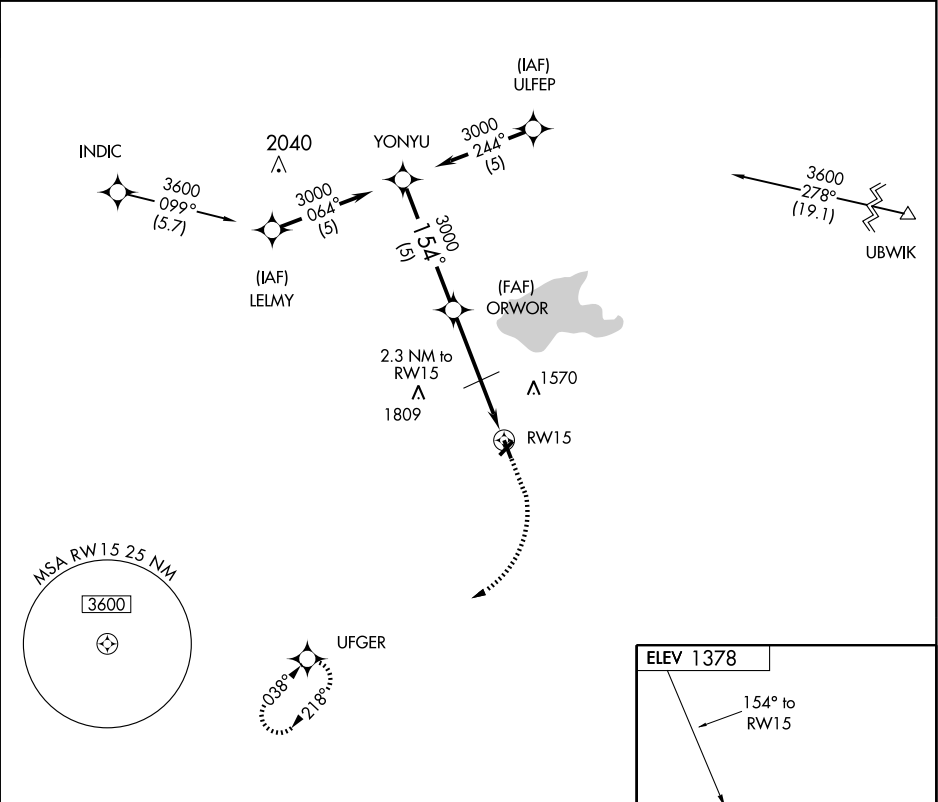 (IAF)
ULFEP
3000
244°
(5)
YONYU
2040
INDIC
3600
099°
(5.7)
3000
064°
(5)
(IAF)
LELMY
3600
278°
(19.1)
UBWIK
3000
154°
(5)
(FAF)
ORWOR
2.3 NM to
RW15
1809
1570
RW15
MSA RW15 25 NM
3600
UFGER
038°
218°
ELEV 1378
154° to
RW15